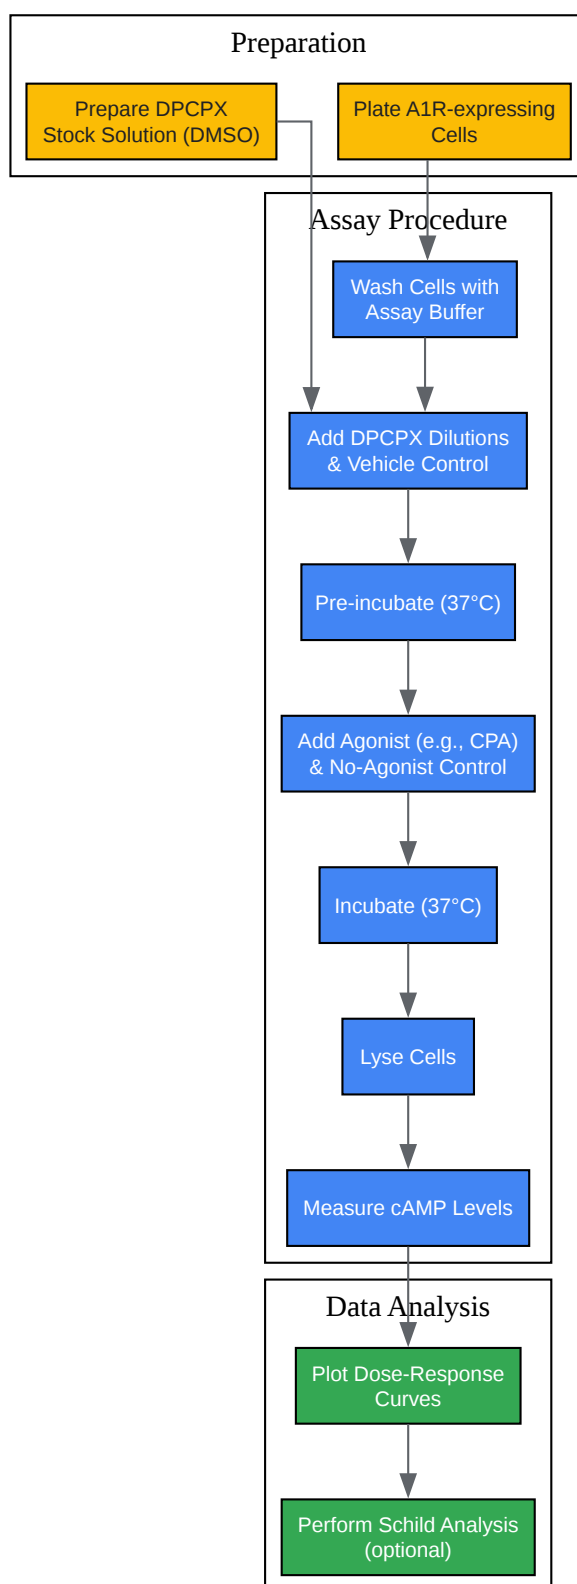 Preparation
Prepare DPCPX
Stock Solution (DMSO)
Plate A1R-expressing
Cells
Assay Procedure
Wash Cells with
Assay Buffer
Add DPCPX Dilutions
& Vehicle Control
Pre-incubate (37°C)
Add Agonist (e.g., CPA)
& No-Agonist Control
Incubate (37°C)
Lyse Cells
Measure cAMP Levels
Data Analysis
Plot Dose-Response
Curves
Perform Schild Analysis
(optional)